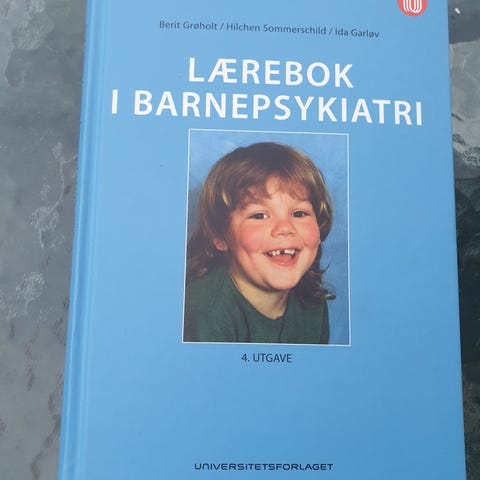 Berit Grøholt / Hilchen Sommerschild / Ida Garløv
LÆREBOK
I BARNEPSYKIATRI
4. UTGAVE
UNIVERSITETSFORLAGET